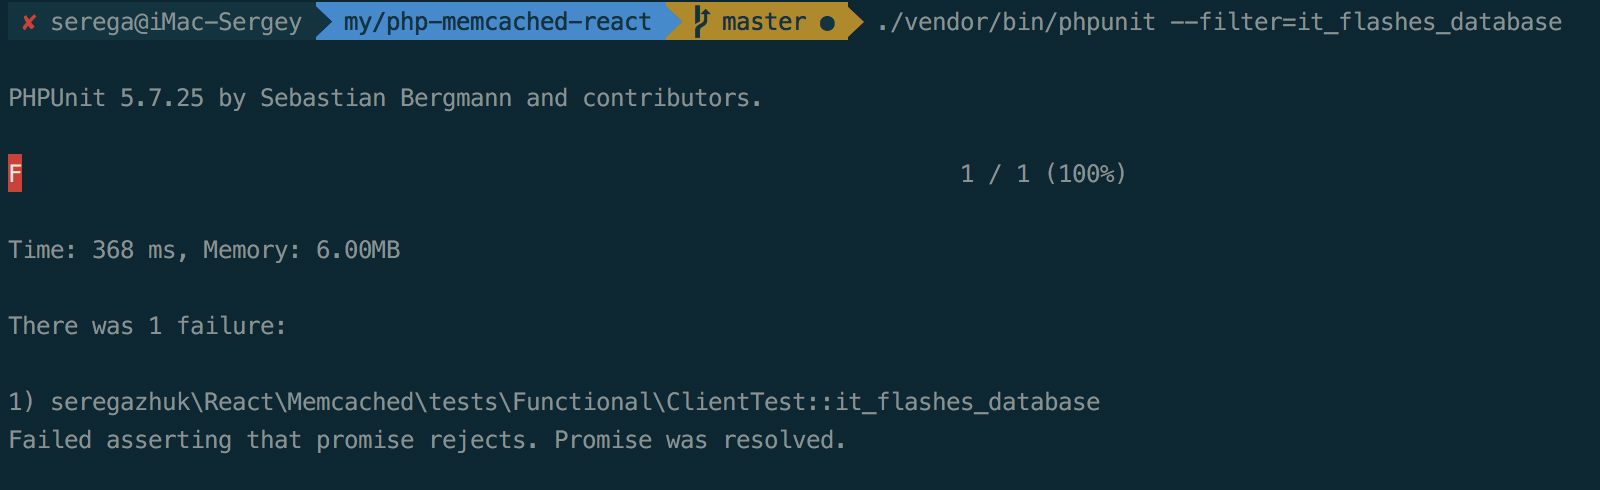 ✘ serega@iMac-Sergey my/php-memcached-react master ● ./vendor/bin/phpunit --filter=it_flashes_database
PHPUnit 5.7.25 by Sebastian Bergmann and contributors.
F 1 / 1 (100%)
Time: 368 ms, Memory: 6.00MB
There was 1 failure:
1) seregazhuk\React\Memcached\tests\Functional\ClientTest::it_flashes_database
Failed asserting that promise rejects. Promise was resolved.